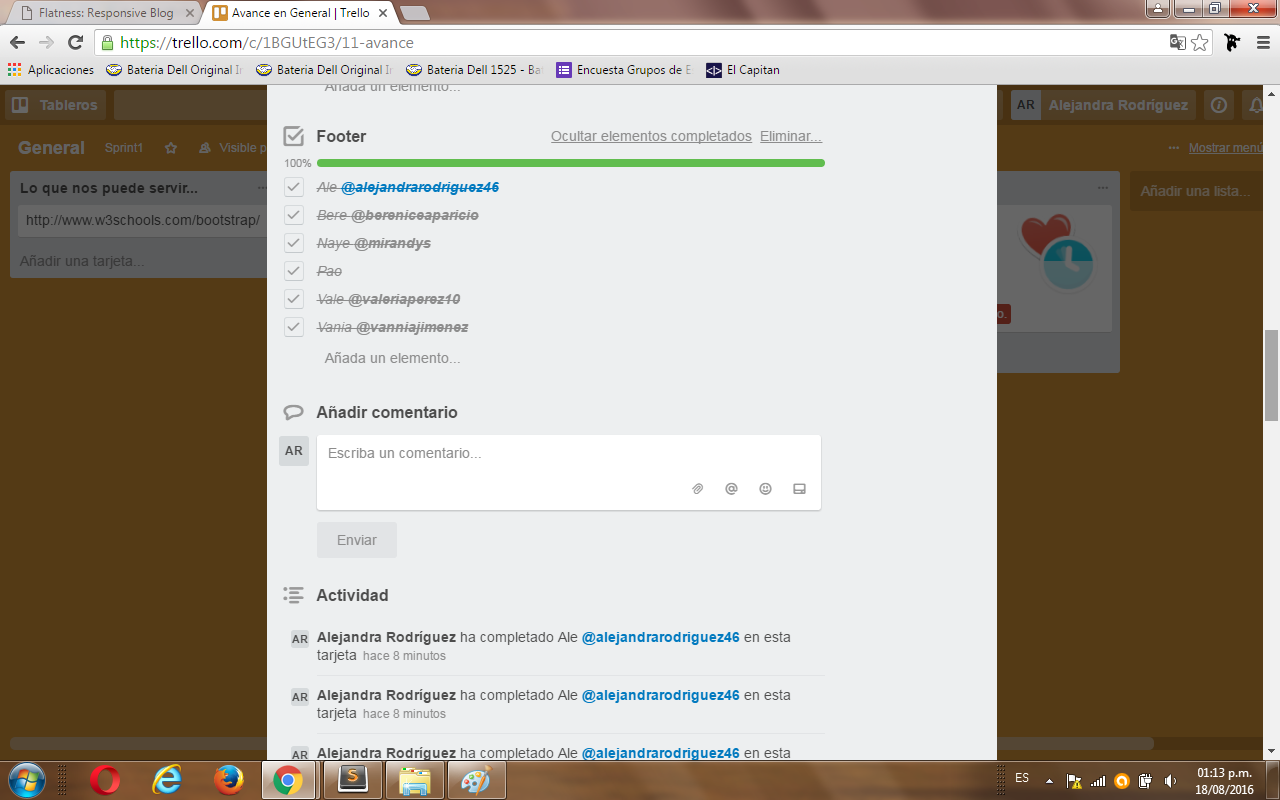 Flatness: Responsive Blog
Avance en General | Trello
https://trello.com/c/1BGUtEG3/11-avance
Aplicaciones
Bateria Dell Original
Bateria Dell Original
Bateria Dell 1525 - Ba
Encuesta Grupos de E
El Capitan
Tableros
AR
Alejandra Rodríguez
General
Sprint1
Visible p
Mostrar menú
Lo que nos puede servir...
http://www.w3schools.com/bootstrap/
Añadir una tarjeta...
Añadir una lista...
o.
Añada un elemento...
Footer
Ocultar elementos completados
Eliminar...
100%
Ale @alejandrarodriguez46
Bere @bereniceaparicio
Naye @mirandys
Pao
Vale @valeriaperez10
Vania @vanniajimenez
Añada un elemento...
Añadir comentario
AR
Escriba un comentario...
Enviar
Actividad
AR
Alejandra Rodríguez ha completado Ale @alejandrarodriguez46 en esta
tarjeta hace 8 minutos
AR
Alejandra Rodríguez ha completado Ale @alejandrarodriguez46 en esta
tarjeta hace 8 minutos
AR
Alejandra Rodríguez ha completado Ale @alejandrarodriguez46 en esta
ES
01:13 p.m.
18/08/2016